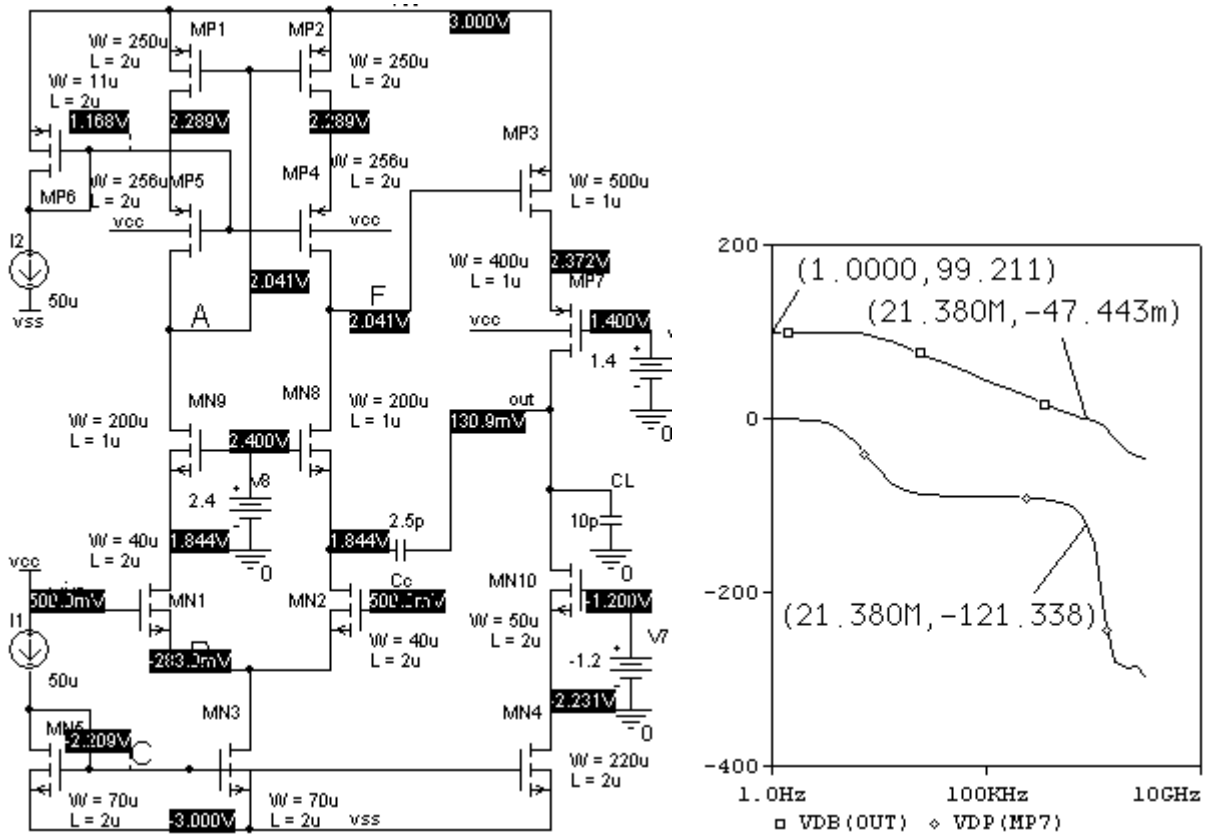 MP1
MP2
3.000V
W = 250u
L = 2u
W = 250u
L = 2u
W = 11u
L = 2u
1.168V
2.289V
2.289V
MP3
W = 256u
L = 2u
MP5
MP4
W = 256u
L = 2u
W = 500u
L = 1u
MP6
vcc
vcc
I2
50u
vss
2.041V
W = 400u
L = 1u
2.372V
MP7
A
F
2.041V
vcc
1.400V
1.4
0
MN9
MN8
W = 200u
L = 1u
W = 200u
L = 1u
2.400V
V8
2.4
0
out
130.9mV
CL
10p
0
W = 40u
L = 2u
1.844V
1.844V
2.5p
Cc
vcc
MN1
MN2
MN10
-1.200V
I1
50u
W = 40u
L = 2u
W = 50u
L = 2u
V7
-1.2
0
MN3
MN4
-2.231V
-2.209V
C
W = 70u
L = 2u
-3.000V
W = 70u
L = 2u
vss
W = 220u
L = 2u
200
0
-200
-400
(1.0000,99.211)
(21.380M,-47.443m)
(21.380M,-121.338)
1.0Hz
100KHz
10GHz
VDB(OUT)
VDP(MP7)